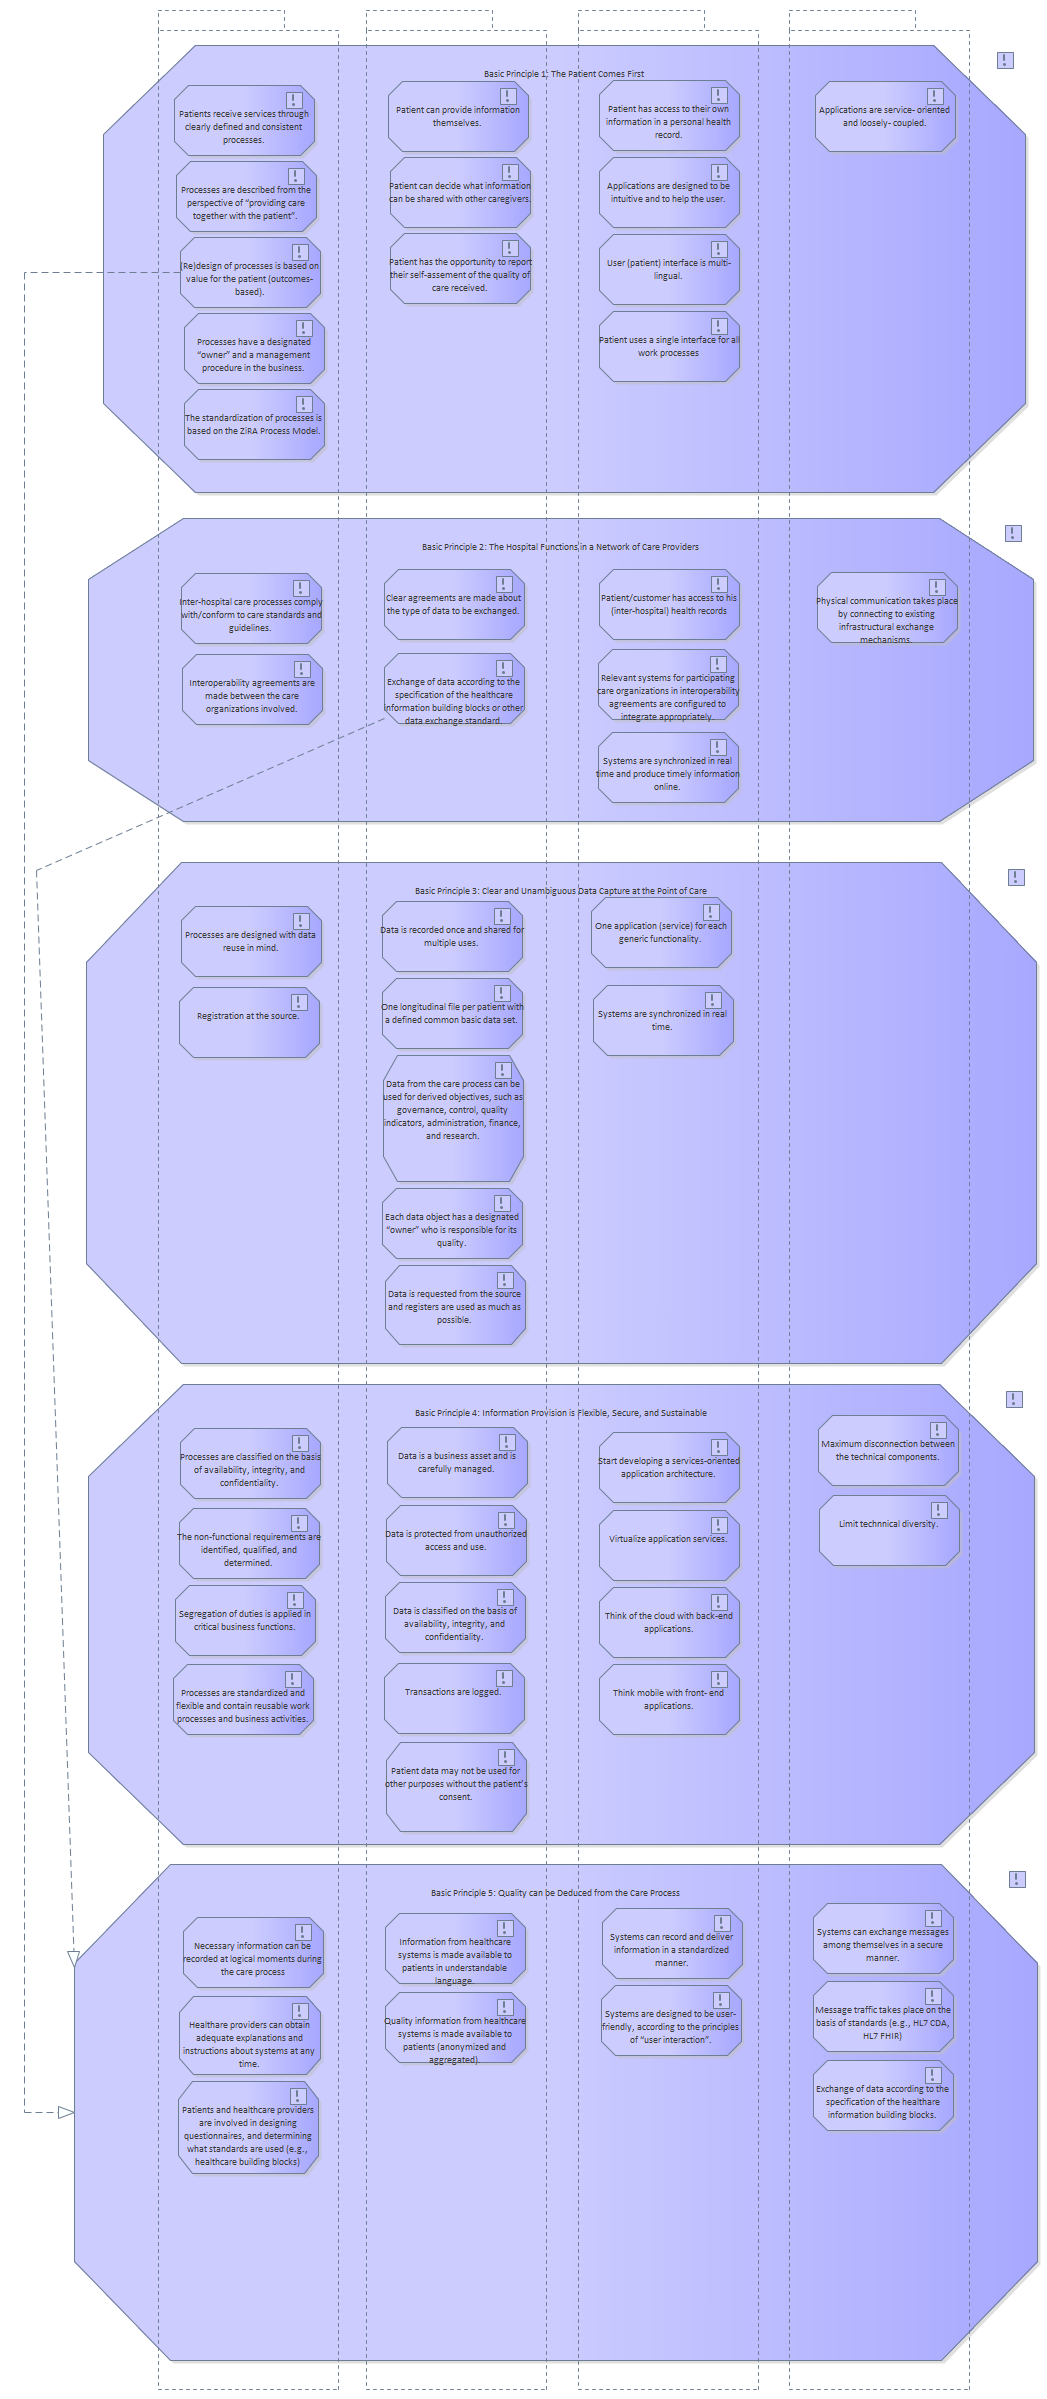 Basic Principle 1: The Patient Comes First
Patients receive services through
clearly defined and consistent
processes.
Processes are described from the
perspective of “providing care
together with the patient”.
(Re)design of processes is based on
value for the patient (outcomes-
based).
Processes have a designated
“owner” and a management
procedure in the business.
The standardization of processes is
based on the ZiRA Process Model.
Patient can provide information
themselves.
Patient can decide what information
can be shared with other caregivers.
Patient has the opportunity to report
their self-assement of the quality of
care received.
Patient has access to their own
information in a personal health
record.
Applications are designed to be
intuitive and to help the user.
User (patient) interface is multi-
lingual.
Patient uses a single interface for all
work processes
Applications are service- oriented
and loosely- coupled.
Basic Principle 2: The Hospital Functions in a Network of Care Providers
Inter-hospital care processes comply
with/conform to care standards and
guidelines.
Interoperability agreements are
made between the care
organizations involved.
Clear agreements are made about
the type of data to be exchanged.
Exchange of data according to the
specification of the healthcare
information building blocks or other
data exchange standard.
Patient/customer has access to his
(inter-hospital) health records
Relevant systems for participating
care organizations in interoperability
agreements are configured to
integrate appropriately.
Systems are synchronized in real
time and produce timely information
online.
Physical communication takes place
by connecting to existing
infrastructural exchange
mechanisms.
Basic Principle 3: Clear and Unambiguous Data Capture at the Point of Care
Processes are designed with data
reuse in mind.
Registration at the source.
Data is recorded once and shared for
multiple uses.
One longitudinal file per patient with
a defined common basic data set.
Data from the care process can be
used for derived objectives, such as
governance, control, quality
indicators, administration, finance,
and research.
Each data object has a designated
“owner” who is responsible for its
quality.
Data is requested from the source
and registers are used as much as
possible.
One application (service) for each
generic functionality.
Systems are synchronized in real
time.
Basic Principle 4: Information Provision is Flexible, Secure, and Sustainable
Processes are classified on the basis
of availability, integrity, and
confidentiality.
The non-functional requirements are
identified, qualified, and
determined.
Segregation of duties is applied in
critical business functions.
Processes are standardized and
flexible and contain reusable work
processes and business activities.
Data is a business asset and is
carefully managed.
Data is protected from unauthorized
access and use.
Data is classified on the basis of
availability, integrity, and
confidentiality.
Transactions are logged.
Patient data may not be used for
other purposes without the patient’s
consent.
Start developing a services-oriented
application architecture.
Virtualize application services.
Think of the cloud with back-end
applications.
Think mobile with front- end
applications.
Maximum disconnection between
the technical components.
Limit technnical diversity.
Basic Principle 5: Quality can be Deduced from the Care Process
Necessary information can be
recorded at logical moments during
the care process
Healthare providers can obtain
adequate explanations and
instructions about systems at any
time.
Patients and healthcare providers
are involved in designing
questionnaires, and determining
what standards are used (e.g.,
healthcare building blocks)
Information from healthcare
systems is made available to
patients in understandable
language.
Quality information from healthcare
systems is made available to
patients (anonymized and
aggregated).
Systems can record and deliver
information in a standardized
manner.
Systems are designed to be user-
friendly, according to the principles
of “user interaction”.
Systems can exchange messages
among themselves in a secure
manner.
Message traffic takes place on the
basis of standards (e.g., HL7 CDA,
HL7 FHIR)
Exchange of data according to the
specification of the healthare
information building blocks.